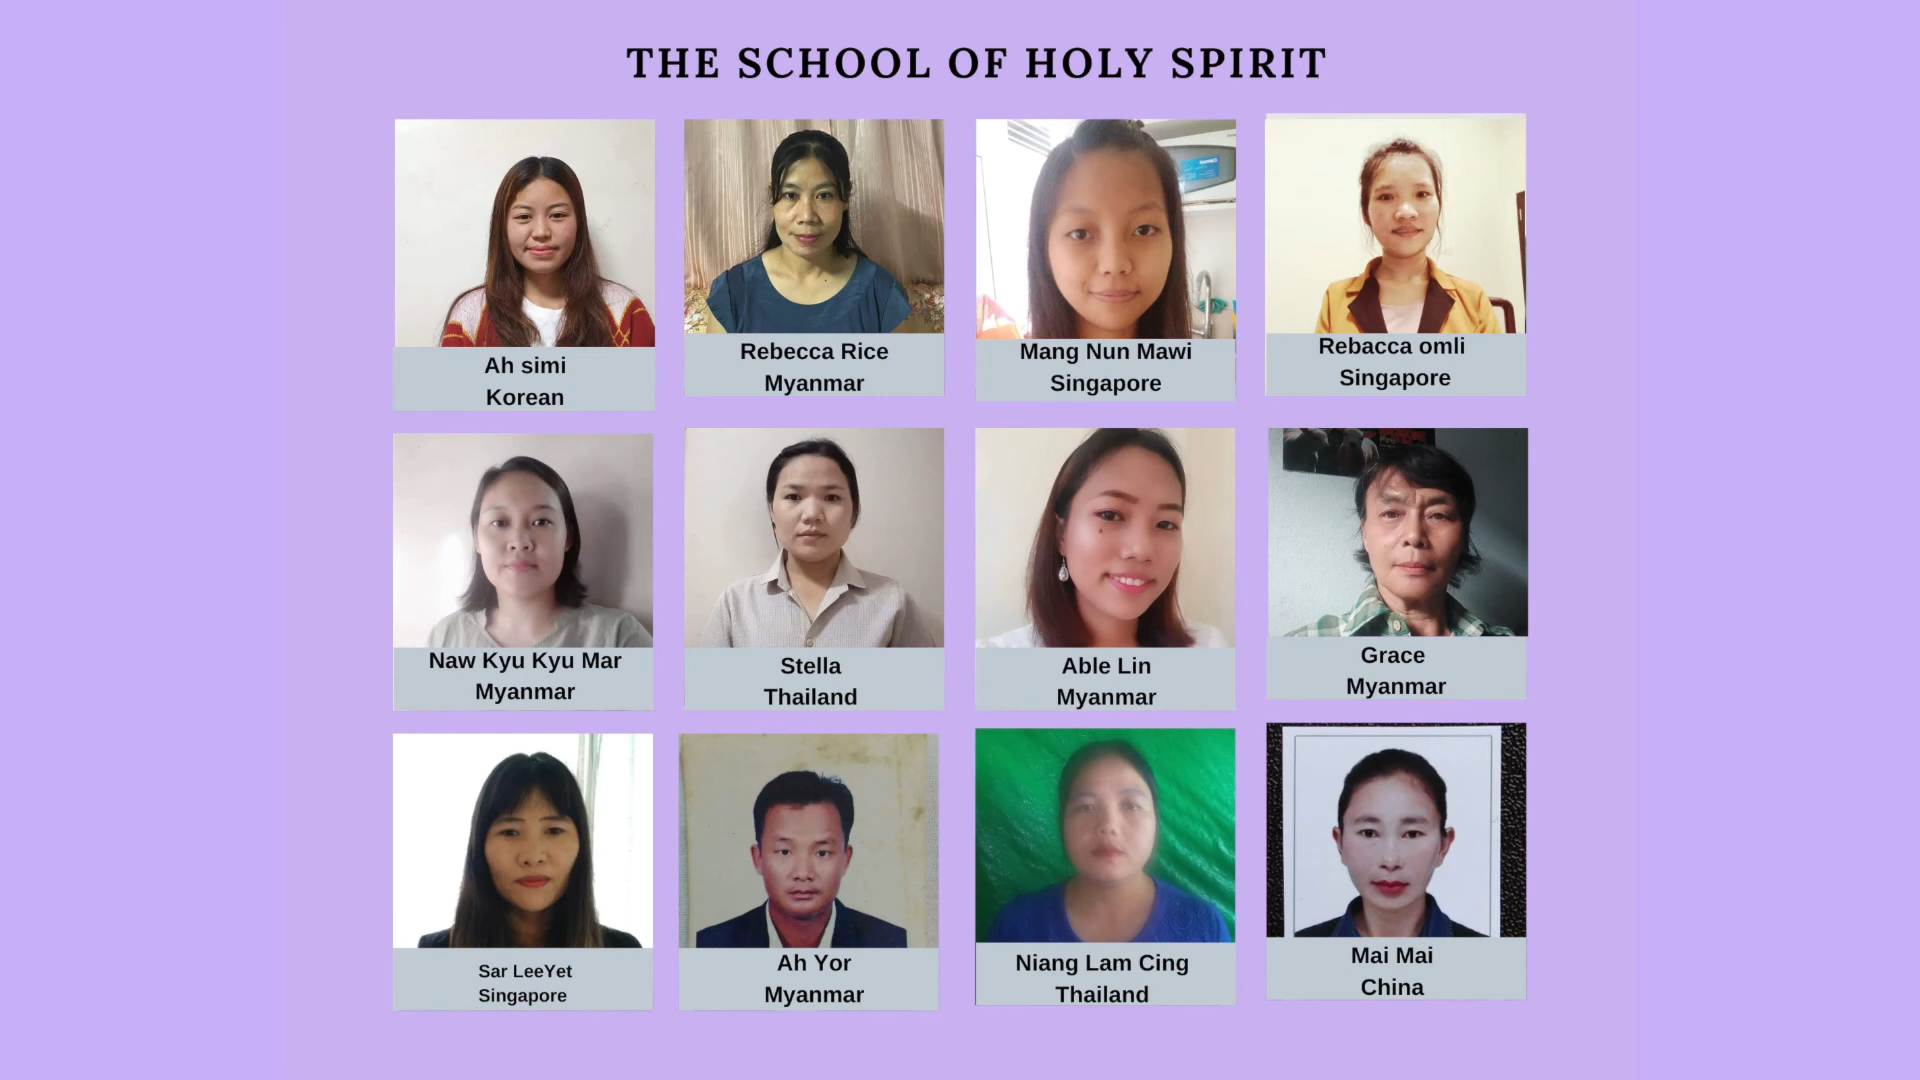 THE SCHOOL OF HOLY SPIRIT
Ah simi
Korean
Rebecca Rice
Myanmar
Mang Nun Mawi
Singapore
Rebacca omli
Singapore
Naw Kyu Kyu Mar
Myanmar
Stella
Thailand
Able Lin
Myanmar
Grace
Myanmar
Sar LeeYet
Singapore
Ah Yor
Myanmar
Niang Lam Cing
Thailand
Mai Mai
China